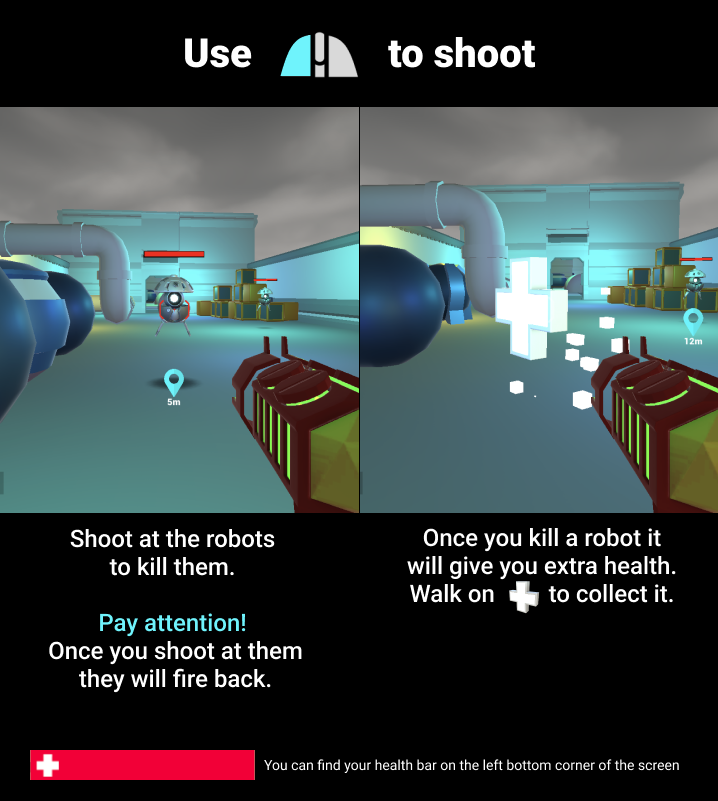 Use to shoot
5m
12m
Shoot at the robots
to kill them.
Pay attention!
Once you shoot at them
they will fire back.
Once you kill a robot it
will give you extra health.
Walk on to collect it.
You can find your health bar on the left bottom corner of the screen